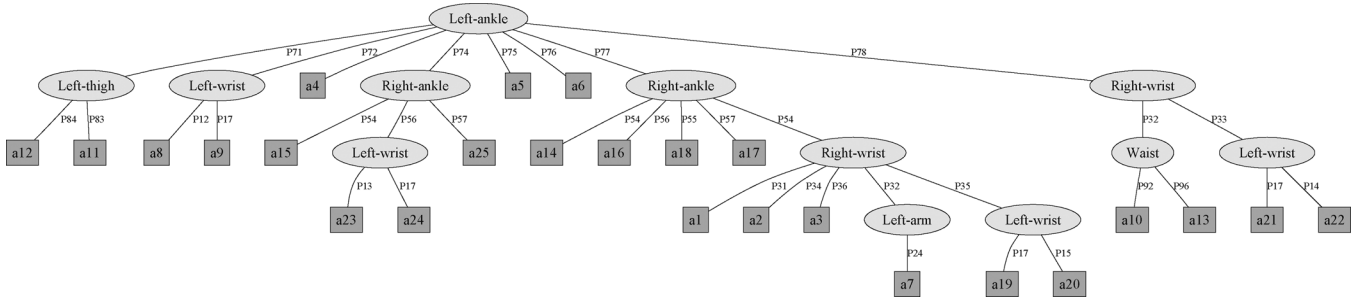 Left-ankle
P71 P72 P74 P75 P76 P77 P78
Left-thigh Left-wrist a4 Right-ankle a5 a6 Right-ankle Right-wrist
P84 P83 P12 P17 P54 P56 P57 P54 P56 P55 P57 P54 P32 P33
a12 a11 a8 a9 a15 Left-wrist a25 a14 a16 a18 a17 Right-wrist Waist Left-wrist
P13 P17 P31 P34 P36 P32 P35 P92 P96 P17 P14
a23 a24 a1 a2 a3 Left-arm Left-wrist a10 a13 a21 a22
P24 P17 P15
a7 a19 a20